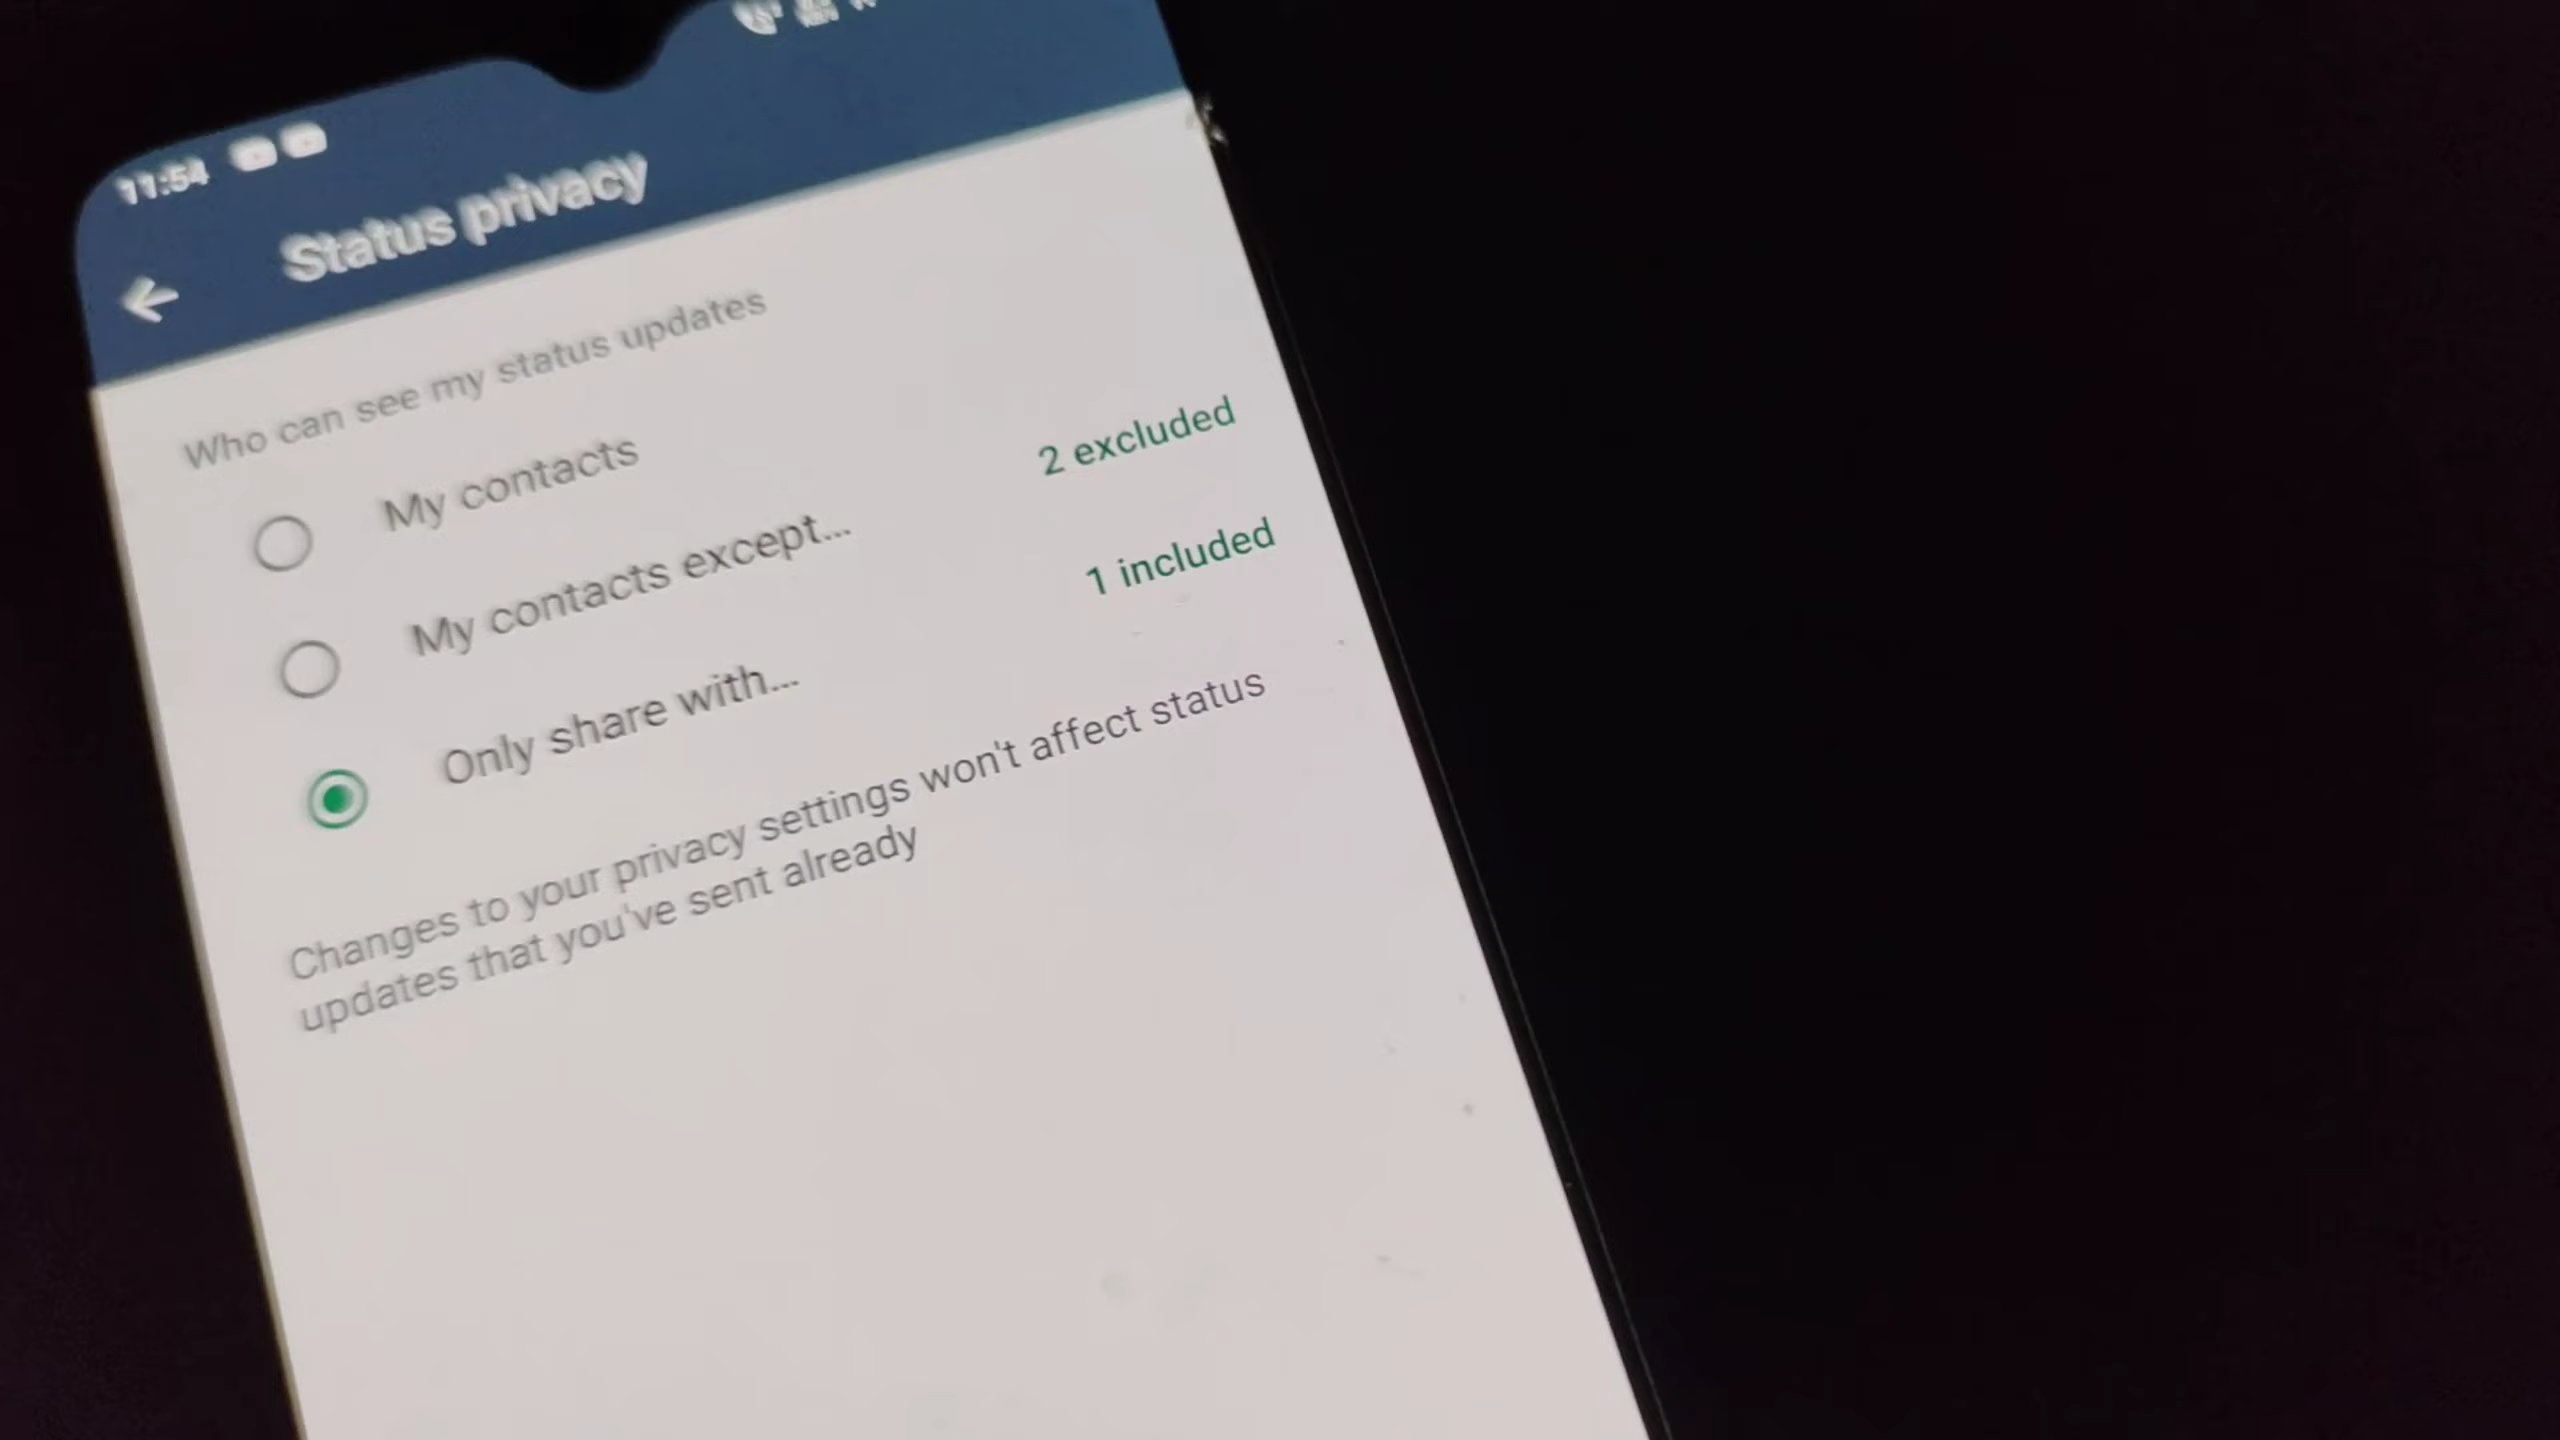 11:54
Status privacy
Who can see my status updates
My contacts
My contacts except... 2 excluded
Only share with... 1 included
Changes to your privacy settings won't affect status
updates that you've sent already